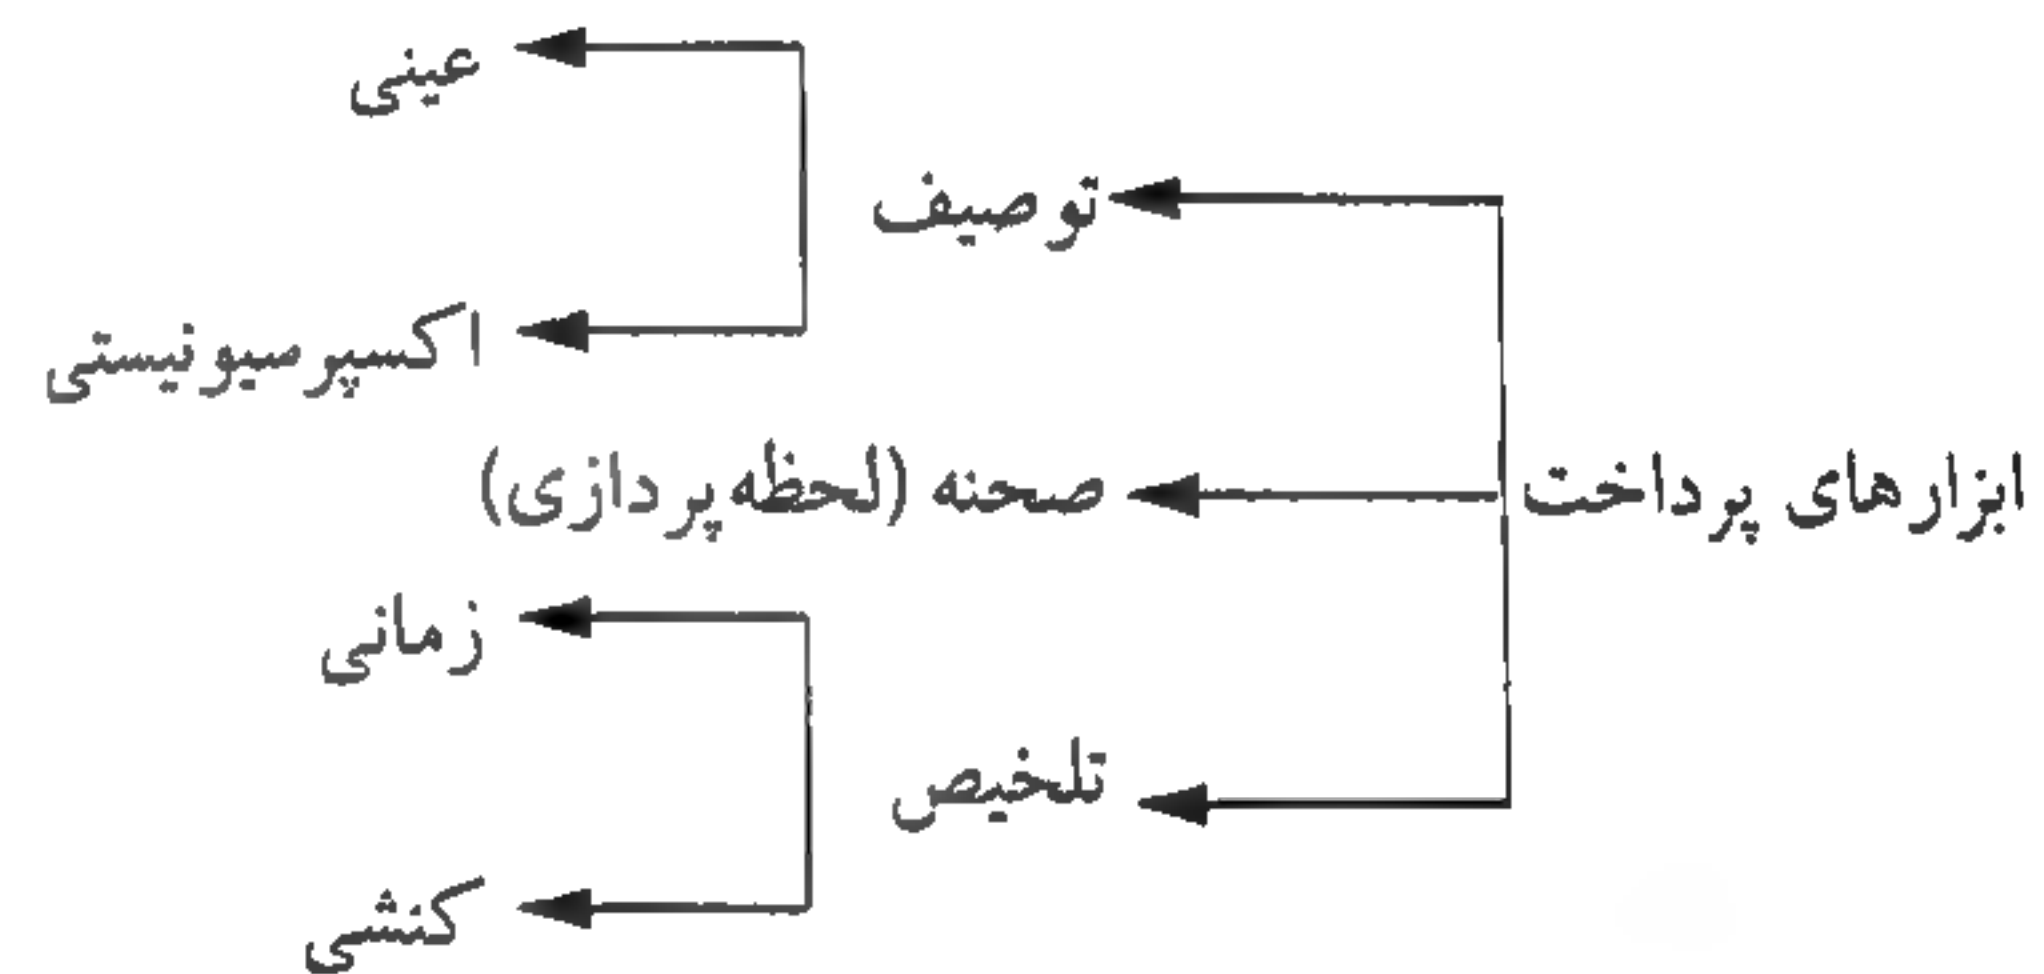 ابزارهای پرداخت
توصیف
عینی
اکسپرسیونیستی
صحنه (لحظه‌پردازی)
تلخیص
زمانی
کنشی